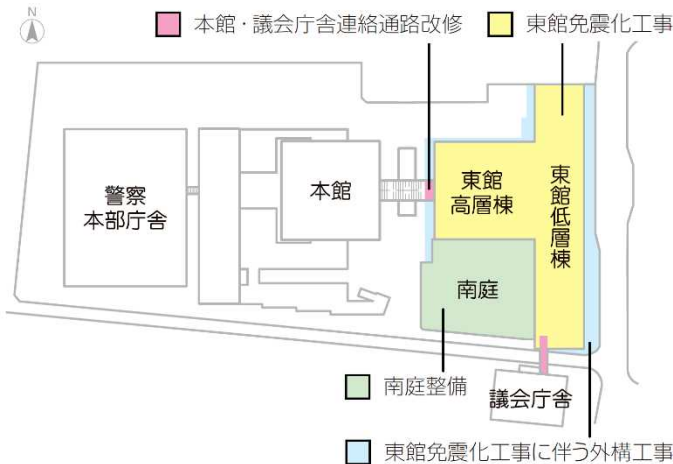 N
本館・議会庁舎連絡通路改修
東館免震化工事
警察
本部庁舎
本館
東館
高層棟
東館低層棟
南庭
南庭整備
議会庁舎
東館免震化工事に伴う外構工事